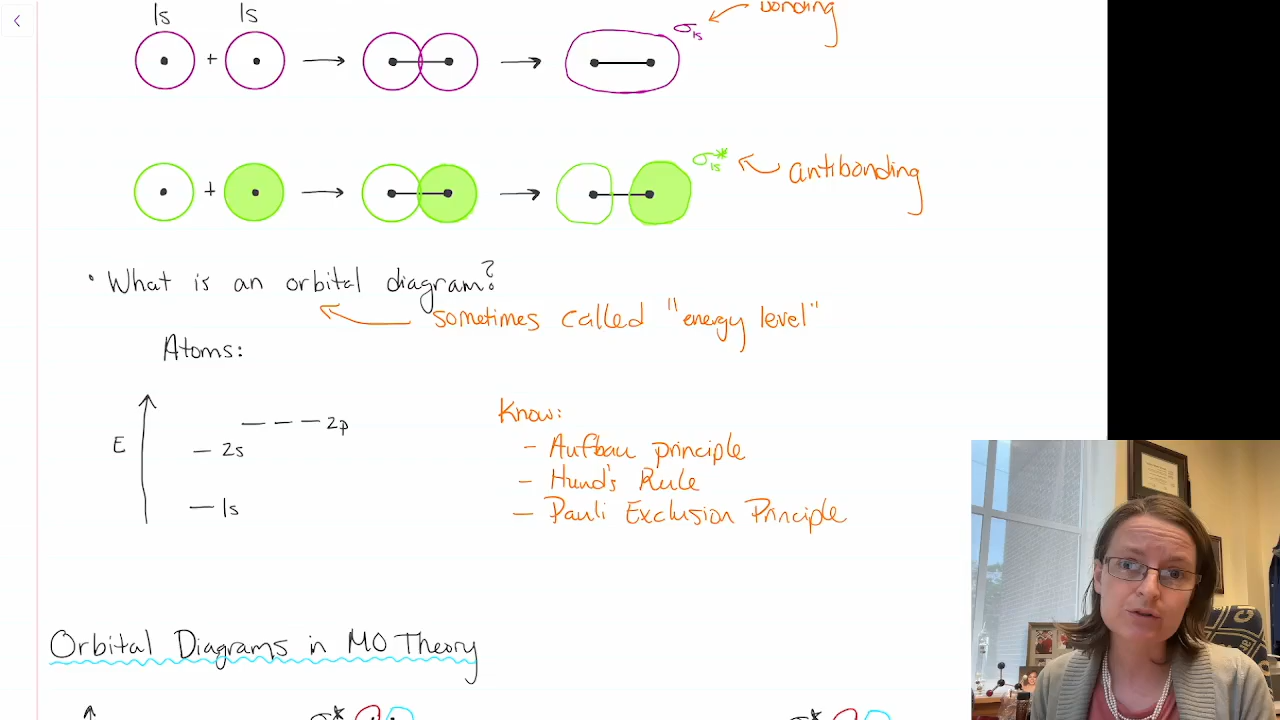 1s 1s
bonding
+
σ1s
σ1s*
antibonding
+
• What is an orbital diagram?
sometimes called "energy level"
Atoms:
Know:
2p
E
2s
- Aufbau principle
- Hund's Rule
1s
- Pauli Exclusion Principle
Orbital Diagrams in MO Theory
σ* σ*